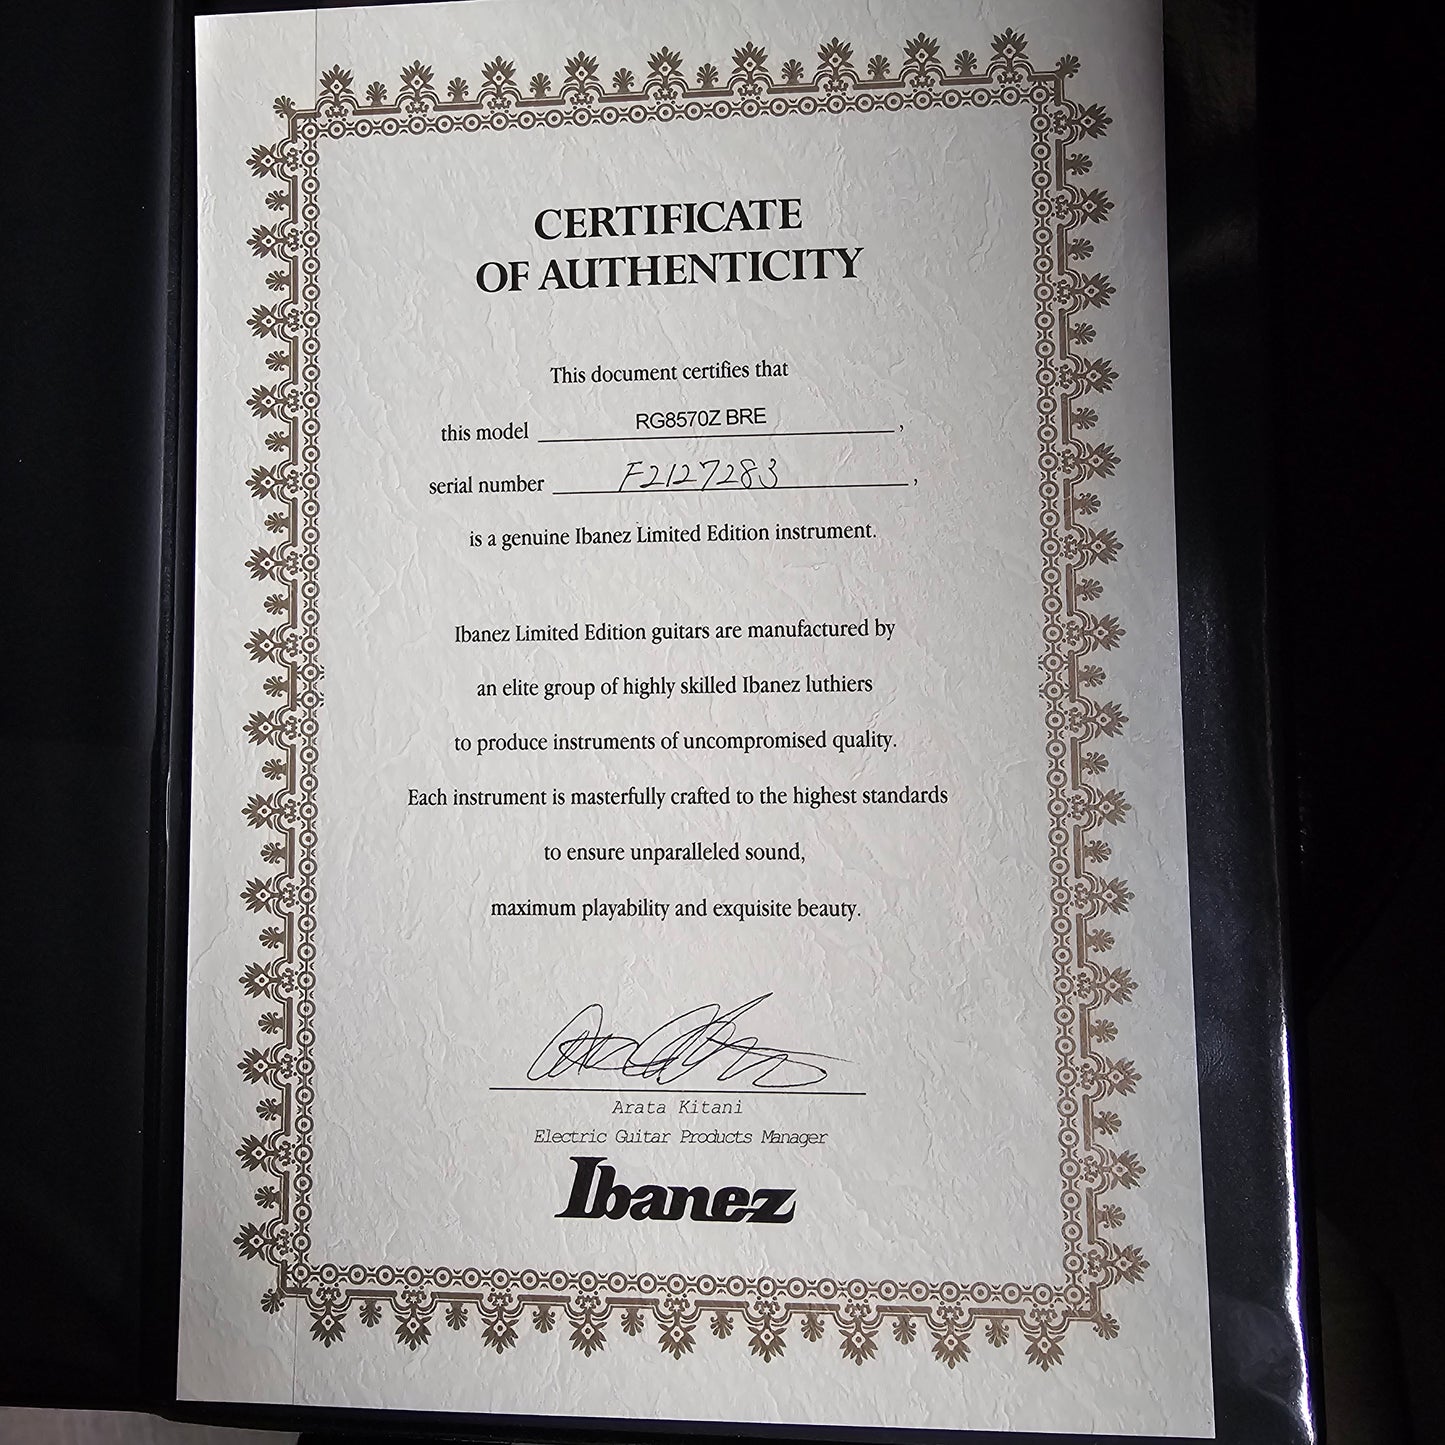 CERTIFICATE
OF AUTHENTICITY
This document certifies that
this model RG8570Z BRE ,
serial number F2127283 ,
is a genuine Ibanez Limited Edition instrument.
Ibanez Limited Edition guitars are manufactured by
an elite group of highly skilled Ibanez luthiers
to produce instruments of uncompromised quality.
Each instrument is masterfully crafted to the highest standards
to ensure unparalleled sound,
maximum playability and exquisite beauty.
Arata Kitani
Electric Guitar Products Manager
Ibanez